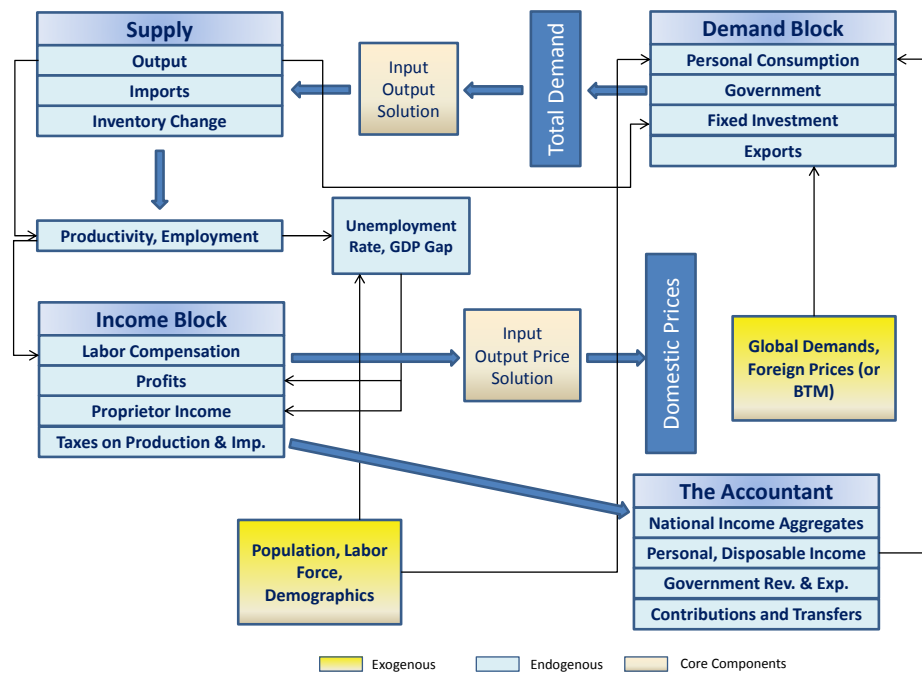 Supply
Output
Imports
Inventory Change
Input
Output
Solution
Total Demand
Demand Block
Personal Consumption
Government
Fixed Investment
Exports
Productivity, Employment
Unemployment
Rate, GDP Gap
Income Block
Labor Compensation
Profits
Proprietor Income
Taxes on Production & Imp.
Input
Output Price
Solution
Domestic Prices
Global Demands,
Foreign Prices (or
BTM)
Population, Labor
Force,
Demographics
The Accountant
National Income Aggregates
Personal, Disposable Income
Government Rev. & Exp.
Contributions and Transfers
Exogenous
Endogenous
Core Components